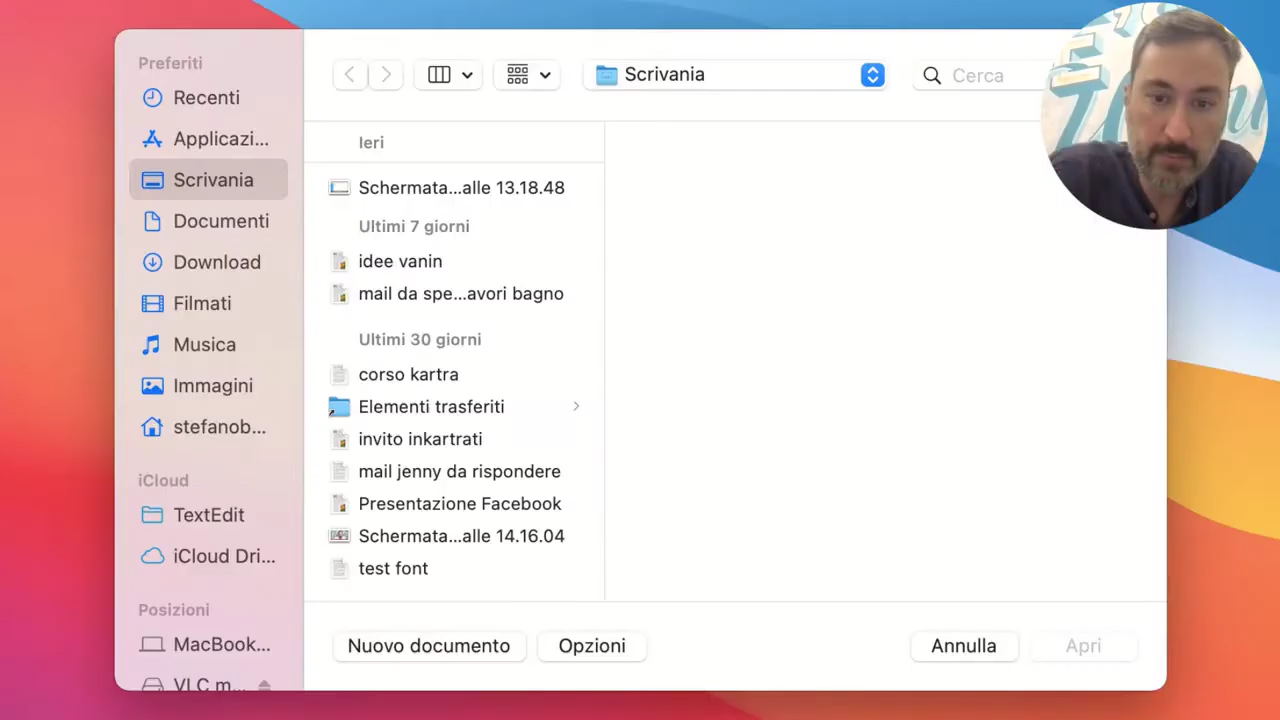 Preferiti
Recenti
Applicazi...
Scrivania
Documenti
Download
Filmati
Musica
Immagini
stefanob...
iCloud
TextEdit
iCloud Dri...
Posizioni
MacBook...
VLC m...
Scrivania
Cerca
Ieri
Schermata...alle 13.18.48
Ultimi 7 giorni
idee vanin
mail da spe...avori bagno
Ultimi 30 giorni
corso kartra
Elementi trasferiti
invito inkartrati
mail jenny da rispondere
Presentazione Facebook
Schermata...alle 14.16.04
test font
Nuovo documento
Opzioni
Annulla
Apri